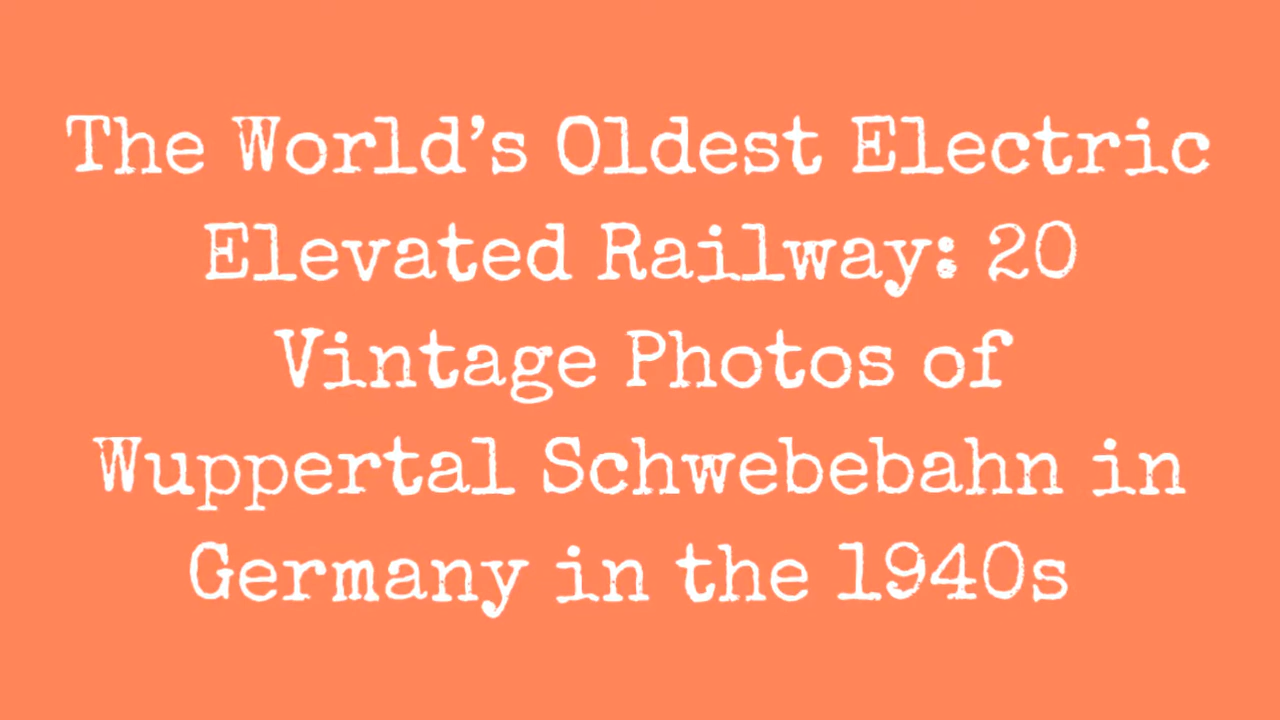 The World’s Oldest Electric
Elevated Railway: 20
Vintage Photos of
Wuppertal Schwebebahn in
Germany in the 1940s